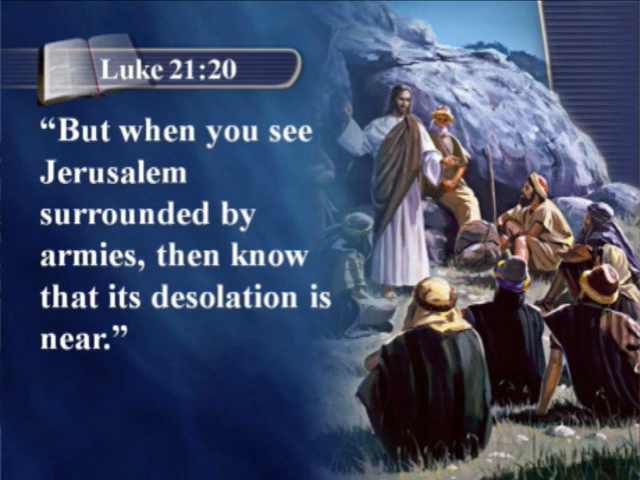 Luke 21:20
“But when you see
Jerusalem
surrounded by
armies, then know
that its desolation is
near.”